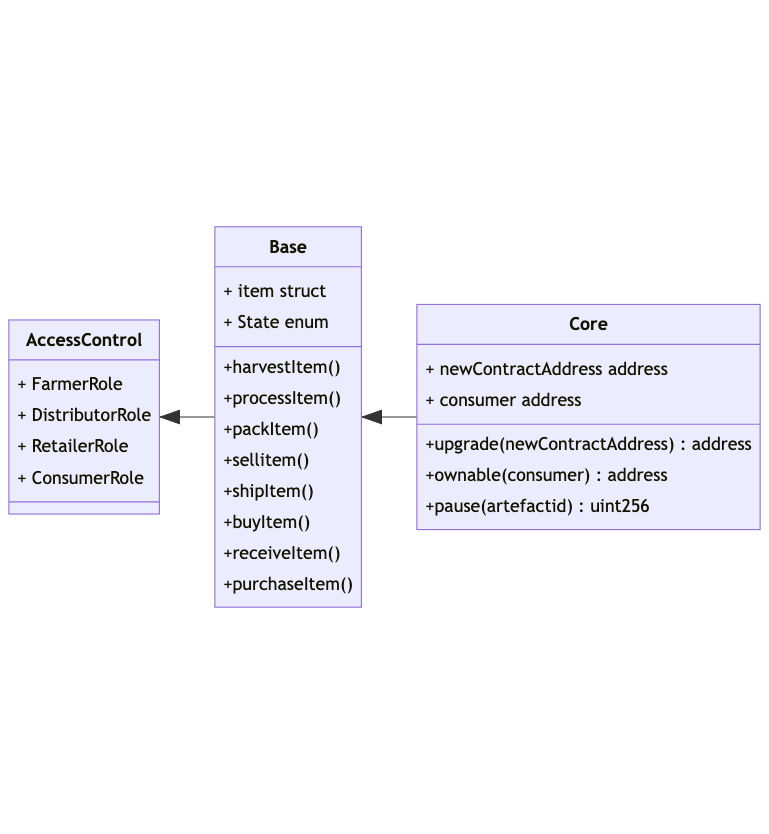 AccessControl
+ FarmerRole
+ DistributorRole
+ RetailerRole
+ ConsumerRole
Base
+ item struct
+ State enum
+harvestItem()
+processItem()
+packItem()
+sellitem()
+shipItem()
+buyItem()
+receiveItem()
+purchaseItem()
Core
+ newContractAddress address
+ consumer address
+upgrade(newContractAddress) : address
+ownable(consumer) : address
+pause(artefactid) : uint256